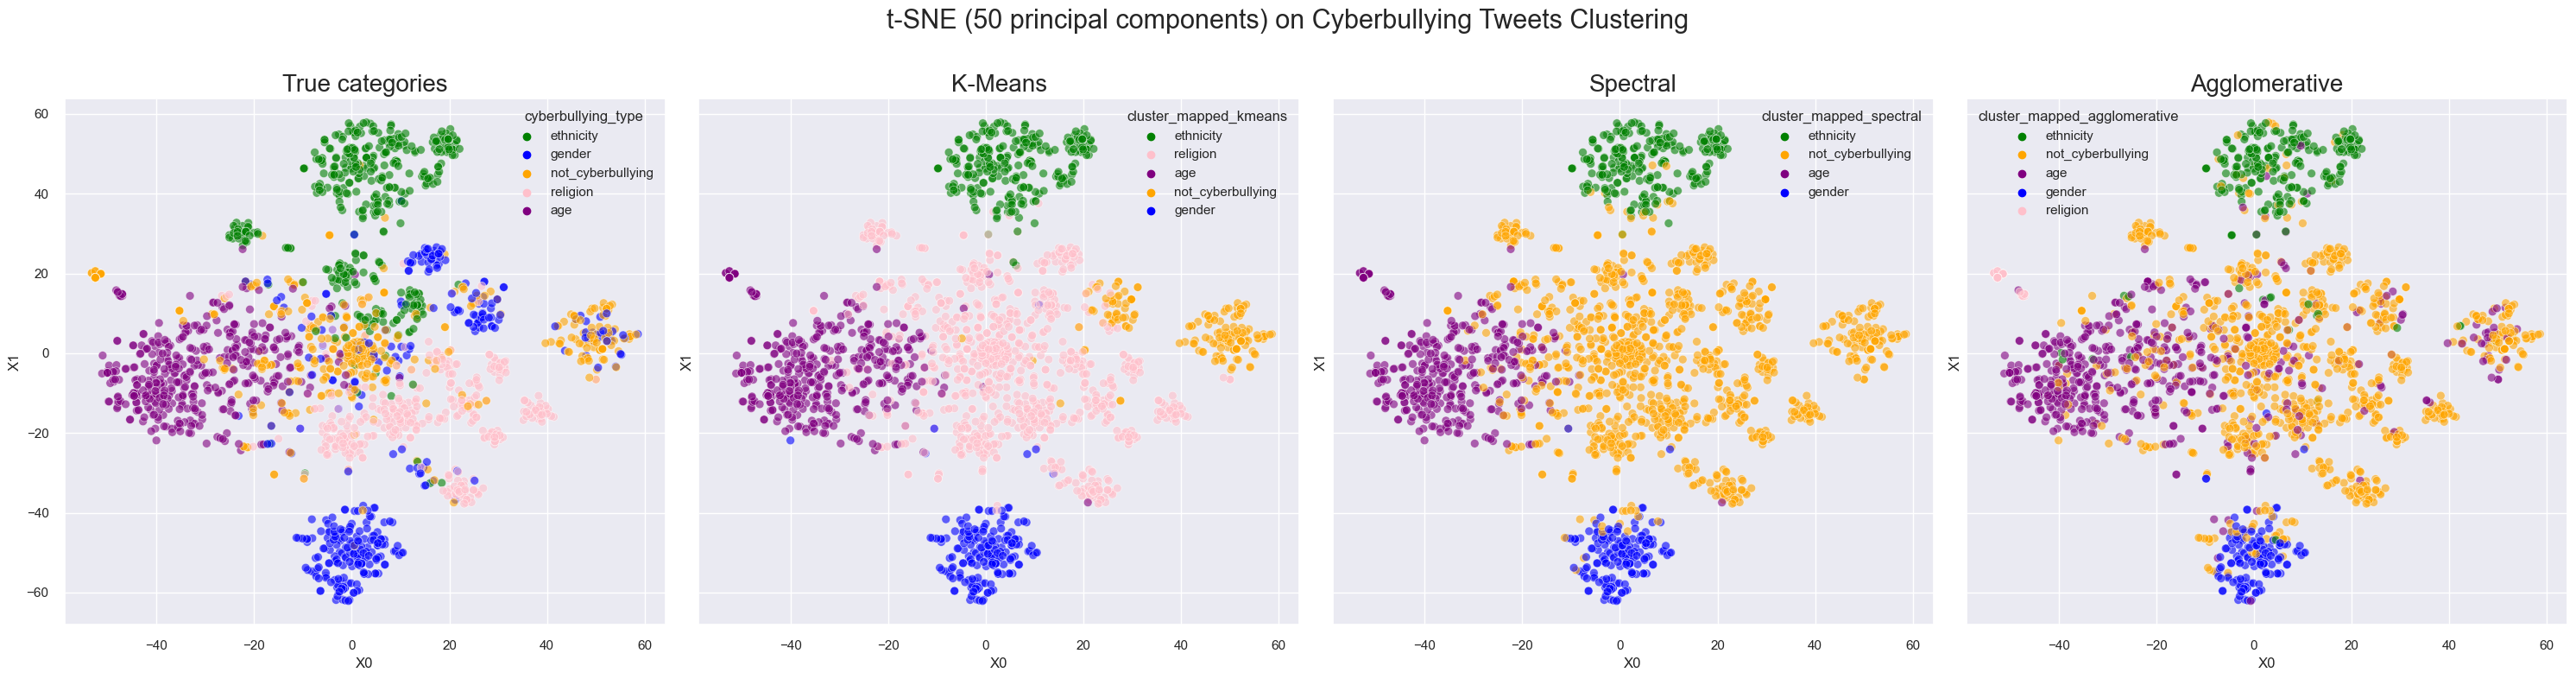 t-SNE (50 principal components) on Cyberbullying Tweets Clustering
True categories
cyberbullying_type
ethnicity
gender
not_cyberbullying
religion
age
60
40
20
0
−20
−40
−60
X1
−40 −20 0 20 40 60
X0
K-Means
cluster_mapped_kmeans
ethnicity
religion
age
not_cyberbullying
gender
X1
−40 −20 0 20 40 60
X0
Spectral
cluster_mapped_spectral
ethnicity
not_cyberbullying
age
gender
X1
−40 −20 0 20 40 60
X0
Agglomerative
cluster_mapped_agglomerative
ethnicity
not_cyberbullying
age
gender
religion
X1
−40 −20 0 20 40 60
X0